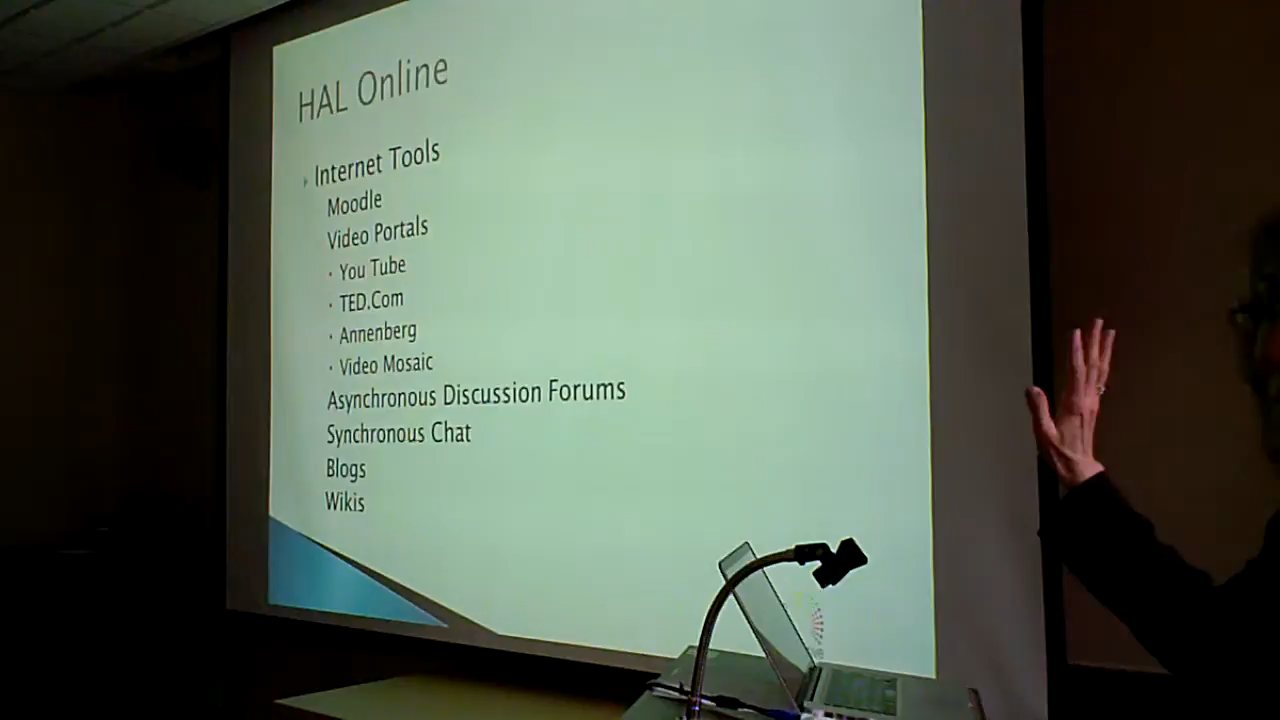 HAL Online
Internet Tools
Moodle
Video Portals
· You Tube
· TED.Com
· Annenberg
· Video Mosaic
Asynchronous Discussion Forums
Synchronous Chat
Blogs
Wikis